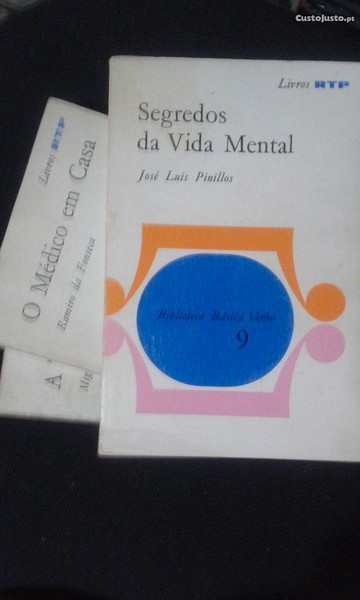 CustoJusto.pt
Livros RTP
Segredos
da Vida Mental
José Luis Pinillos
Biblioteca Básica Verbo
9
Livros RTP
O Médico em Casa
Ramiro da Fonseca
A